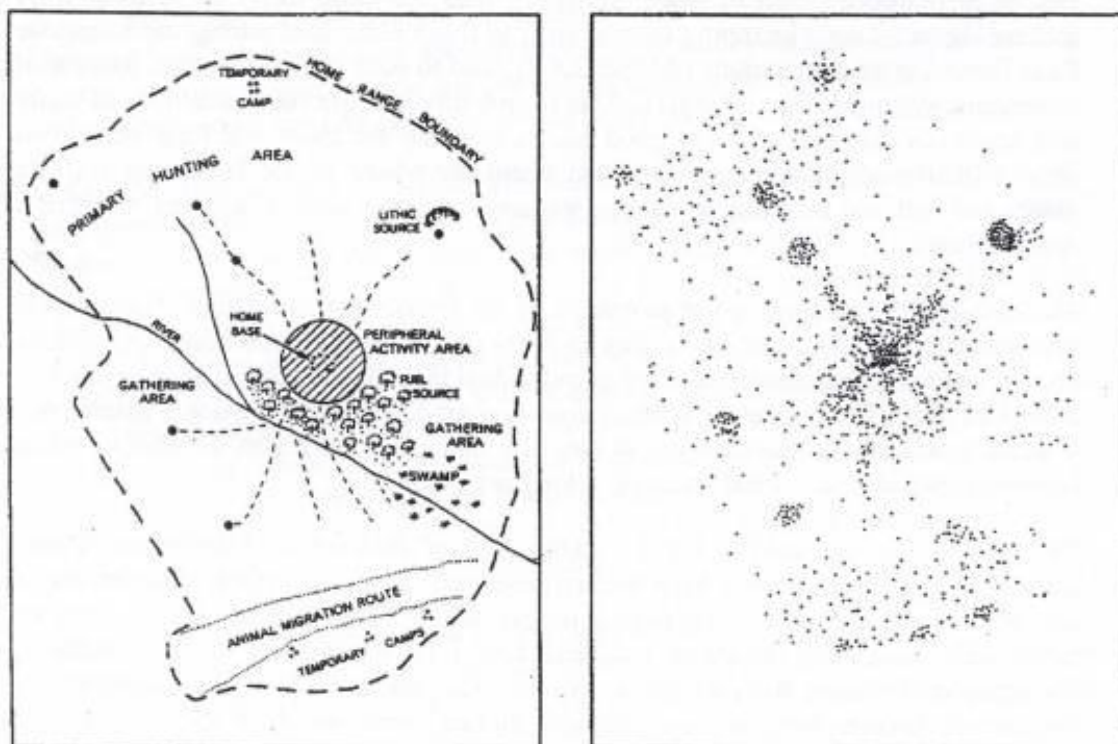 HOME RANGE BOUNDARY
TEMPORARY
CAMP
PRIMARY HUNTING AREA
LITHIC
SOURCE
RIVER
HOME
BASE
PERIPHERAL
ACTIVITY AREA
FUEL
SOURCE
GATHERING
AREA
GATHERING
AREA
SWAMP
ANIMAL MIGRATION ROUTE
TEMPORARY CAMPS